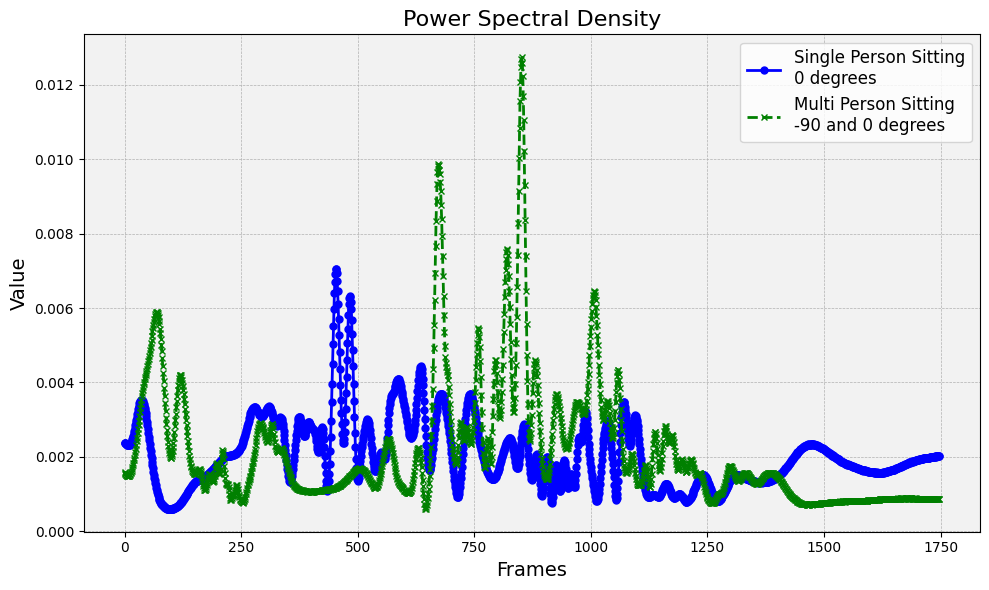 Power Spectral Density
Single Person Sitting
0 degrees
Multi Person Sitting
-90 and 0 degrees
Value
0.012
0.010
0.008
0.006
0.004
0.002
0.000
0 250 500 750 1000 1250 1500 1750
Frames